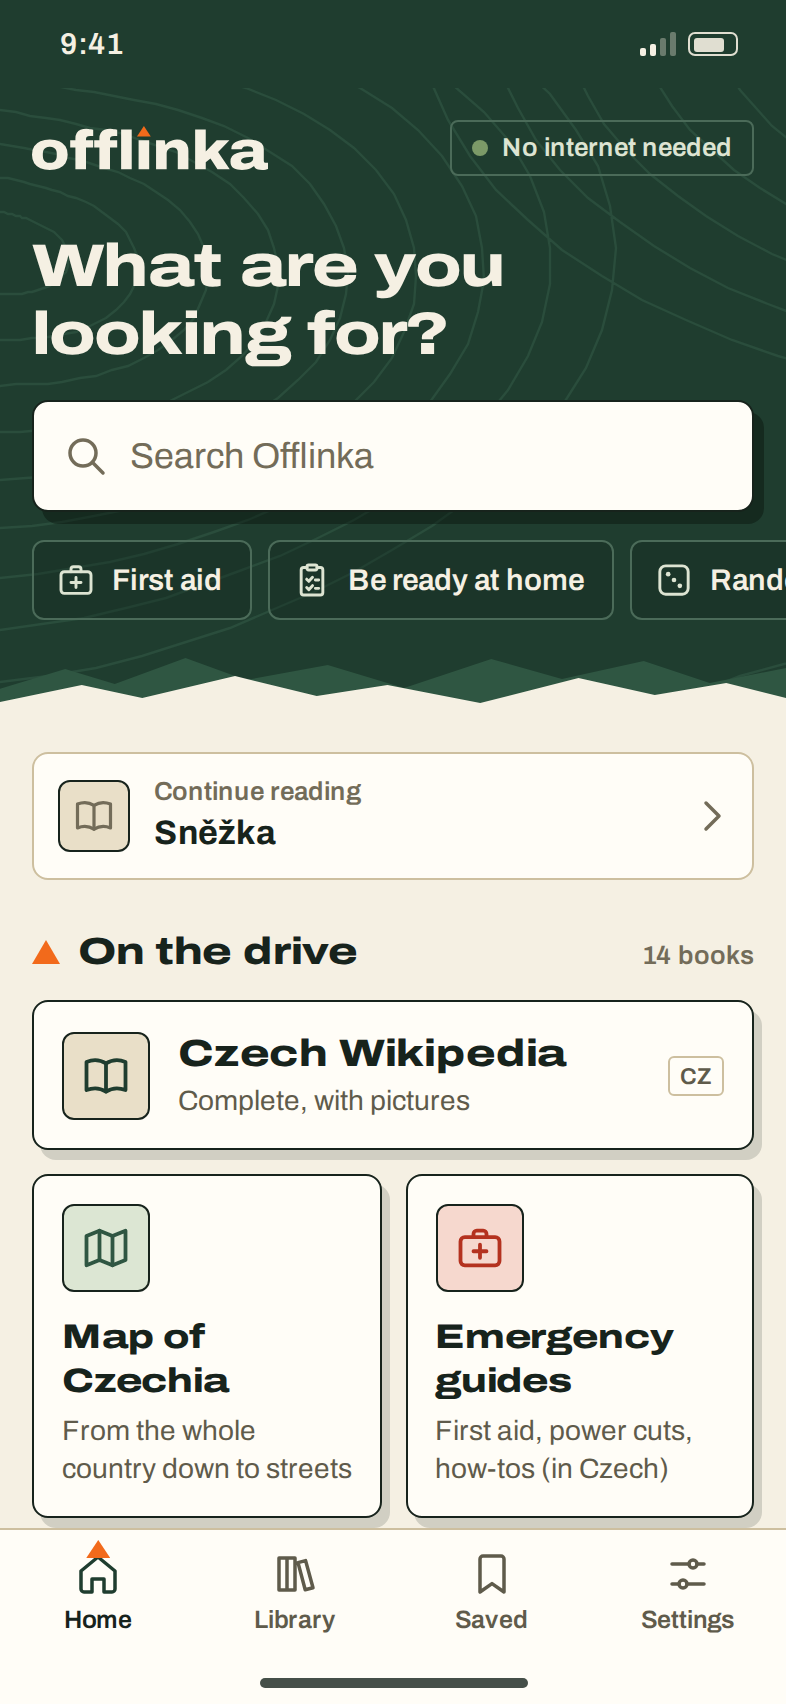 9:41
offlinka
No internet needed
What are you
looking for?
Search Offlinka
First aid
Be ready at home
Rand
Continue reading
Sněžka
On the drive
14 books
Czech Wikipedia
Complete, with pictures
CZ
Map of
Czechia
From the whole
country down to streets
Emergency
guides
First aid, power cuts,
how-tos (in Czech)
Home
Library
Saved
Settings